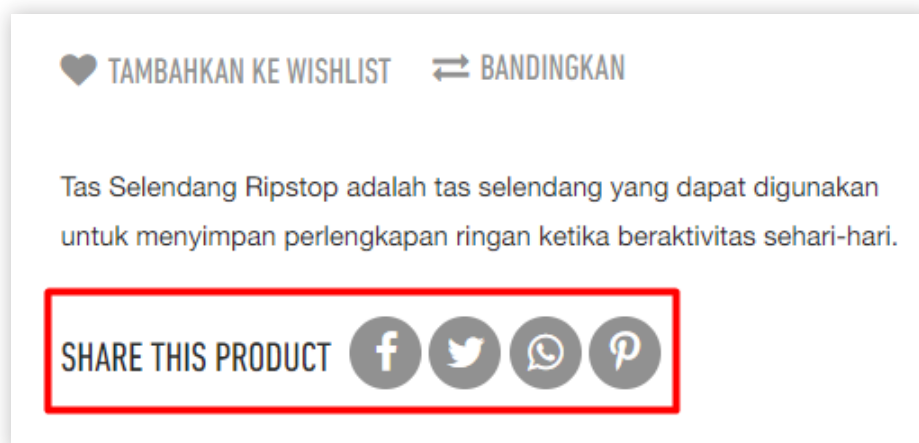 TAMBAHKAN KE WISHLIST BANDINGKAN
Tas Selendang Ripstop adalah tas selendang yang dapat digunakan
untuk menyimpan perlengkapan ringan ketika beraktivitas sehari-hari.
SHARE THIS PRODUCT